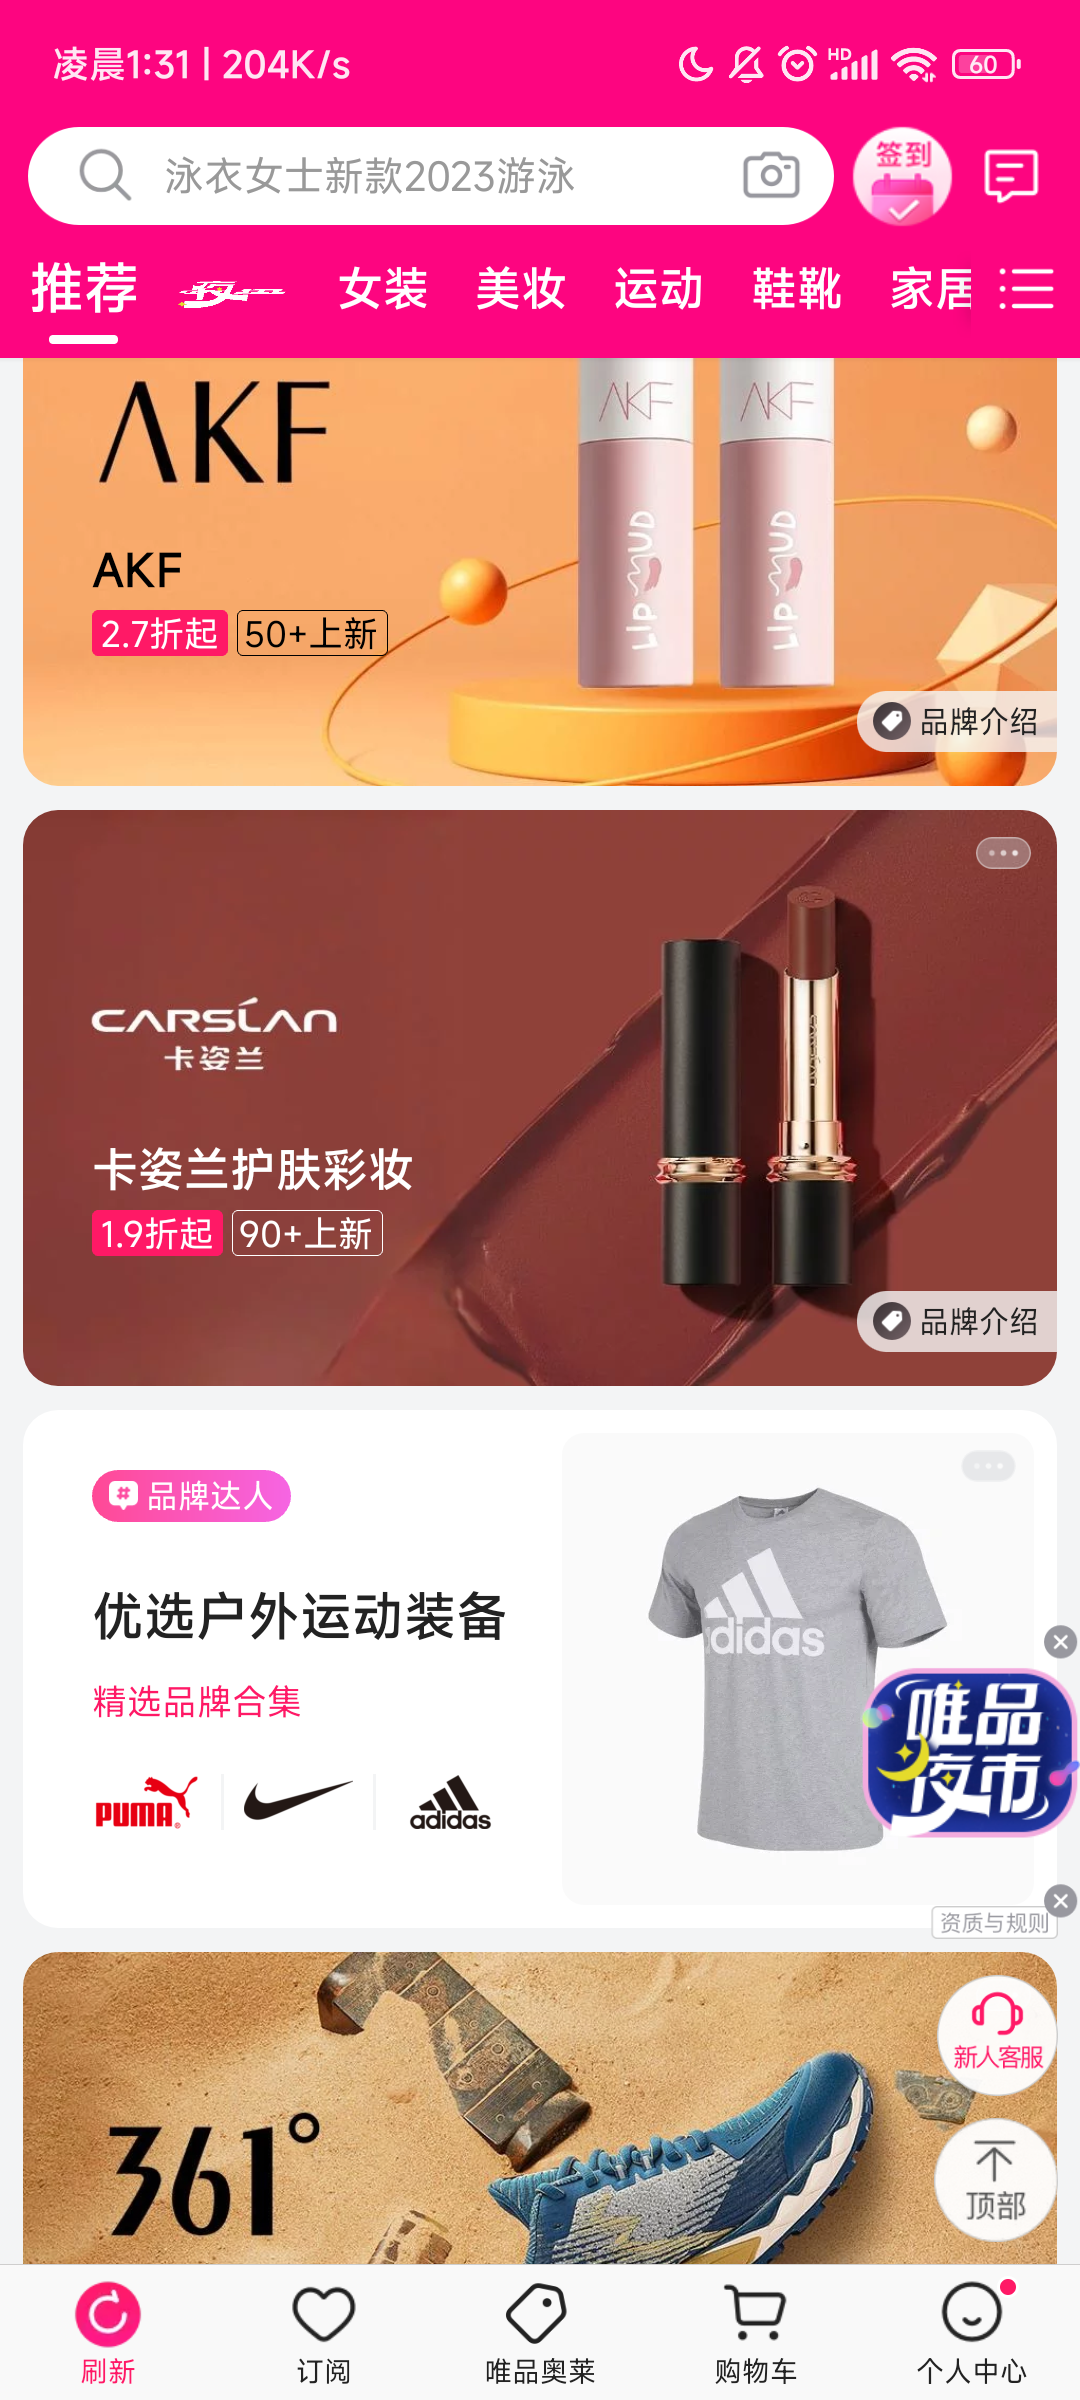 凌晨1:31 | 204K/s
HD
60
泳衣女士新款2023游泳
签到
推荐
女装
美妆
运动
鞋靴
家居
AKF
AKF
AKF
LIP MUD
LIP MUD
AKF
2.7折起
50+上新
品牌介绍
CARSLAN
卡姿兰
卡姿兰护肤彩妆
1.9折起
90+上新
品牌介绍
品牌达人
优选户外运动装备
精选品牌合集
PUMA
adidas
adidas
唯品
夜市
资质与规则
361°
新人客服
顶部
刷新
订阅
唯品奥莱
购物车
个人中心